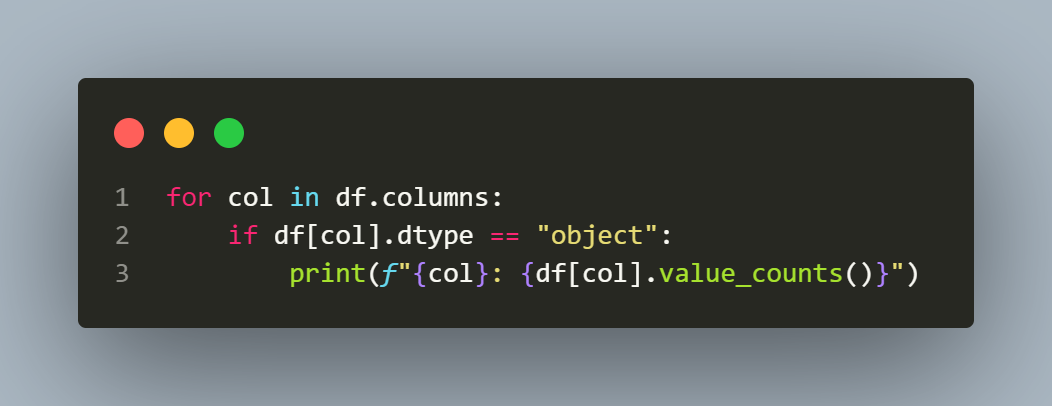 1 for col in df.columns:
2     if df[col].dtype == "object":
3         print(f"{col}: {df[col].value_counts()}")